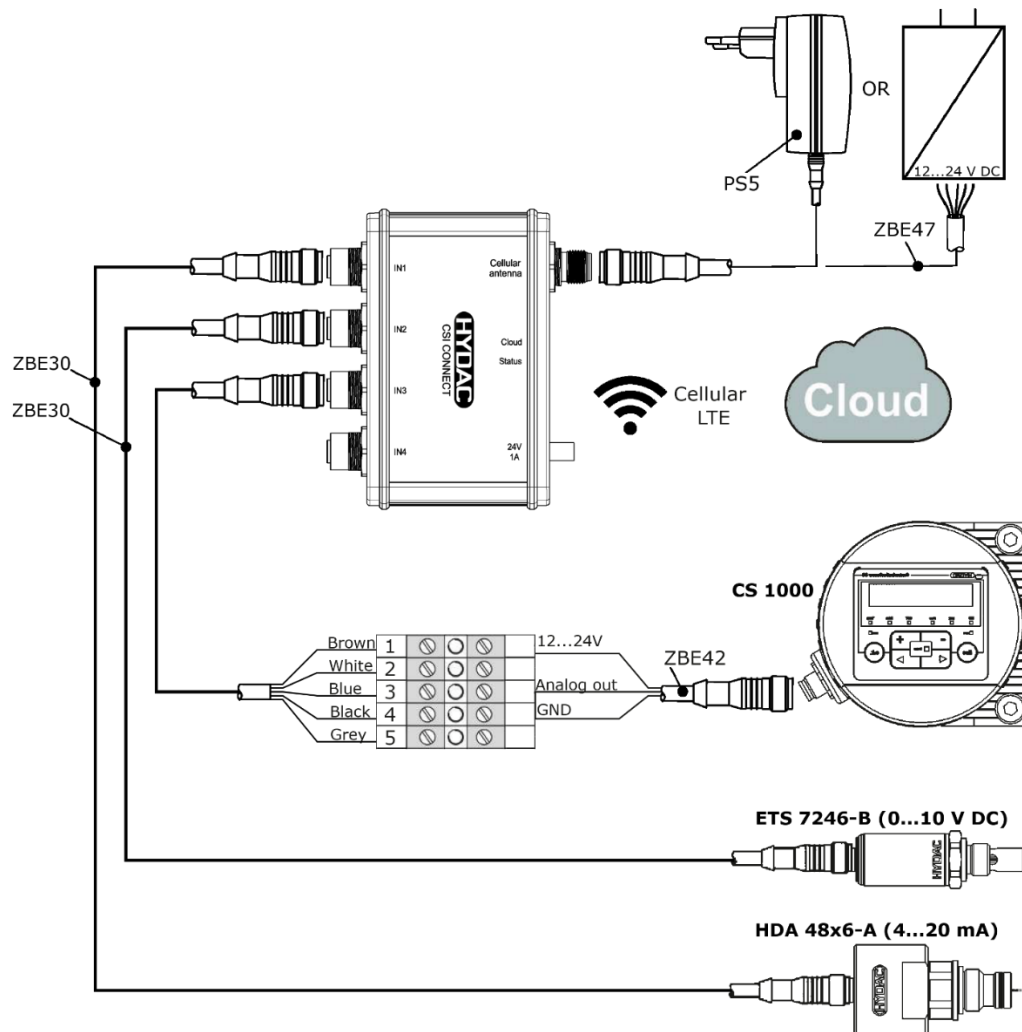 OR
PS5
12...24 V DC
ZBE47
IN1
Cellular
antenna
IN2
Cloud
Status
HYDAC
CSI CONNECT
IN3
IN4
24V
1A
ZBE30
ZBE30
Cellular
LTE
Cloud
CS 1000
Brown 1 12...24V
White 2
Blue 3 Analog out
Black 4 GND
Grey 5
ZBE42
ETS 7246-B (0...10 V DC)
HYDAC
HDA 48x6-A (4...20 mA)
HYDAC